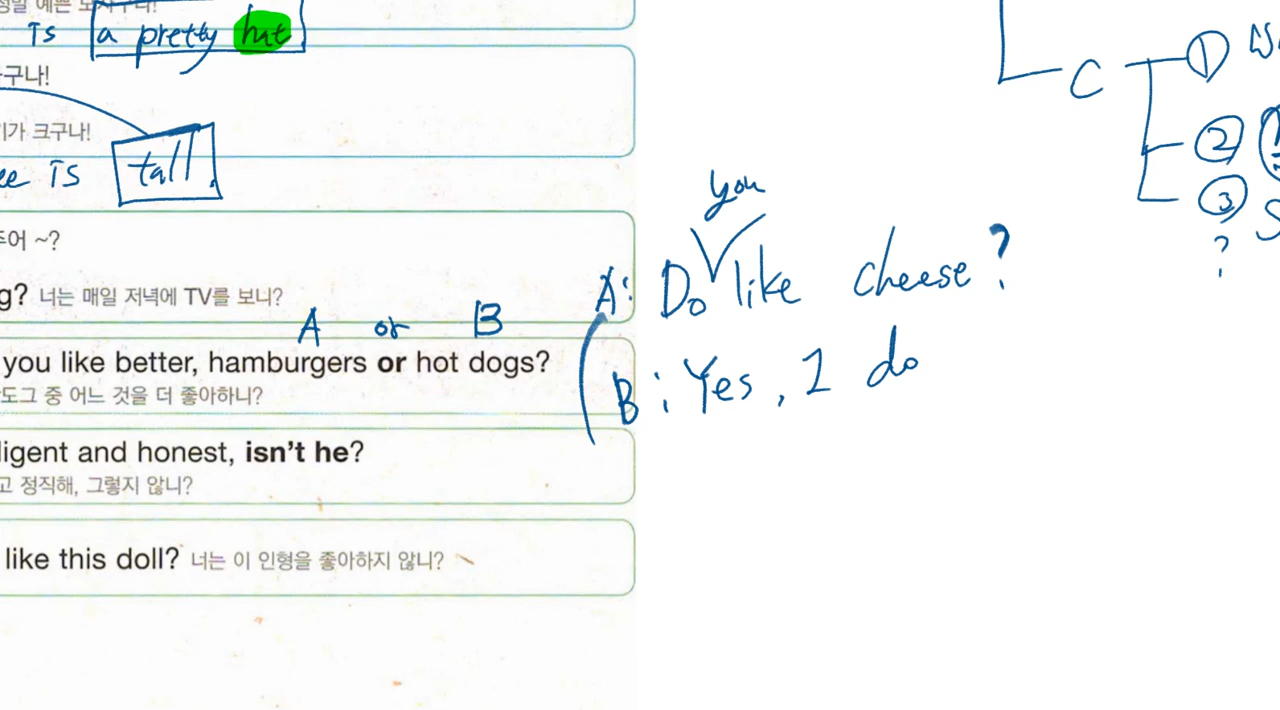 is a pretty hat
구나!
가 크구나!
is tall.
주어 ~?
g? 너는 매일 저녁에 TV를 보니?
A or B
you like better, hamburgers or hot dogs?
도그 중 어느 것을 더 좋아하니?
ligent and honest, isn't he?
고 정직해, 그렇지 않니?
like this doll? 너는 이 인형을 좋아하지 않니?
C ①
②
③
?
you
A: Do like cheese?
B: Yes, I do